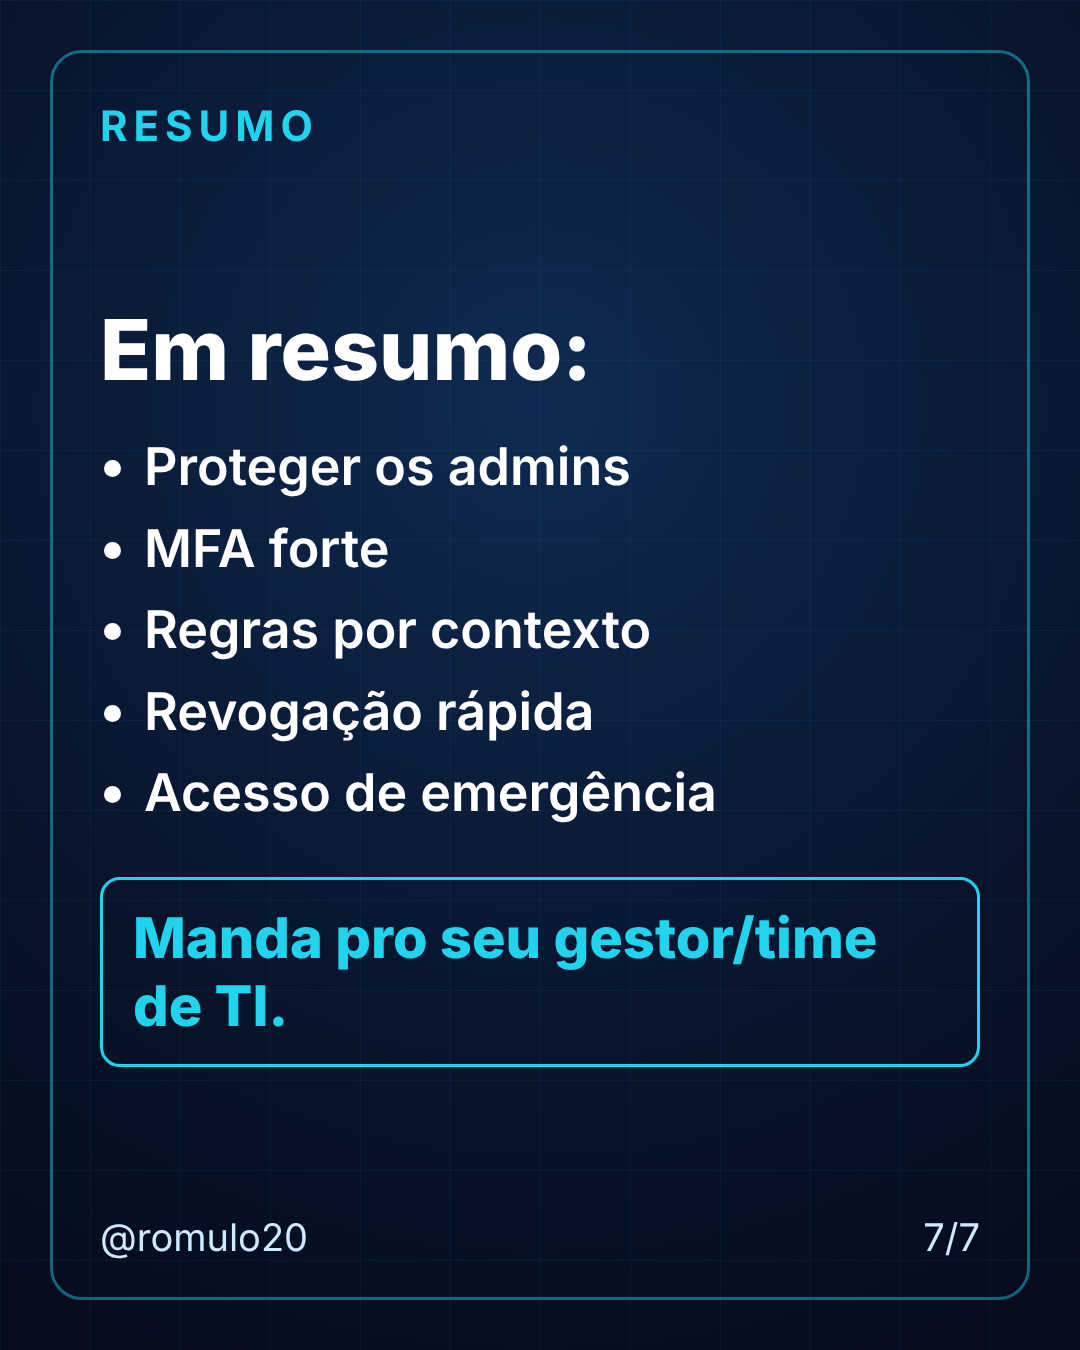 RESUMO
Em resumo:
• Proteger os admins
• MFA forte
• Regras por contexto
• Revogação rápida
• Acesso de emergência
Manda pro seu gestor/time
de TI.
@romulo20
7/7